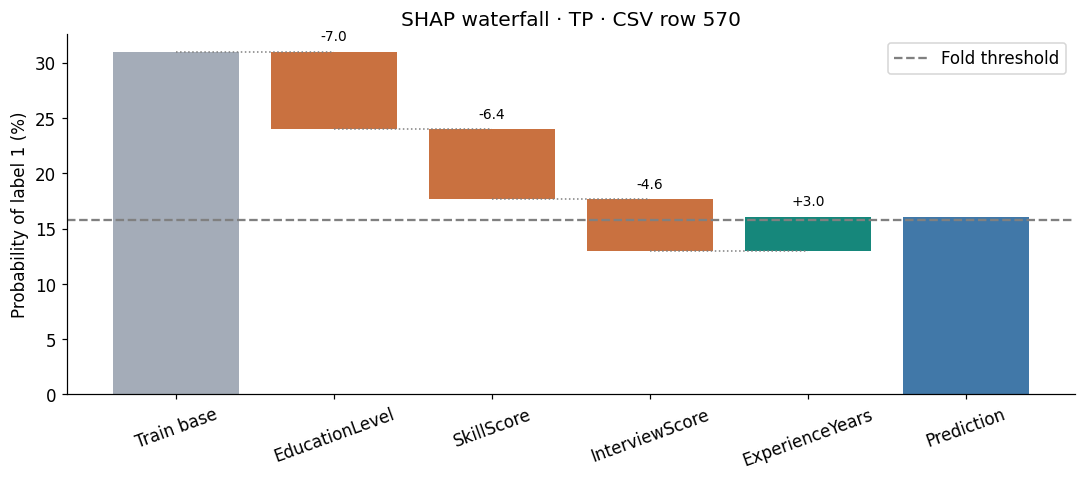 SHAP waterfall · TP · CSV row 570
Probability of label 1 (%)
30
25
20
15
10
5
0
-7.0
-6.4
-4.6
+3.0
Fold threshold
Train base
EducationLevel
SkillScore
InterviewScore
ExperienceYears
Prediction